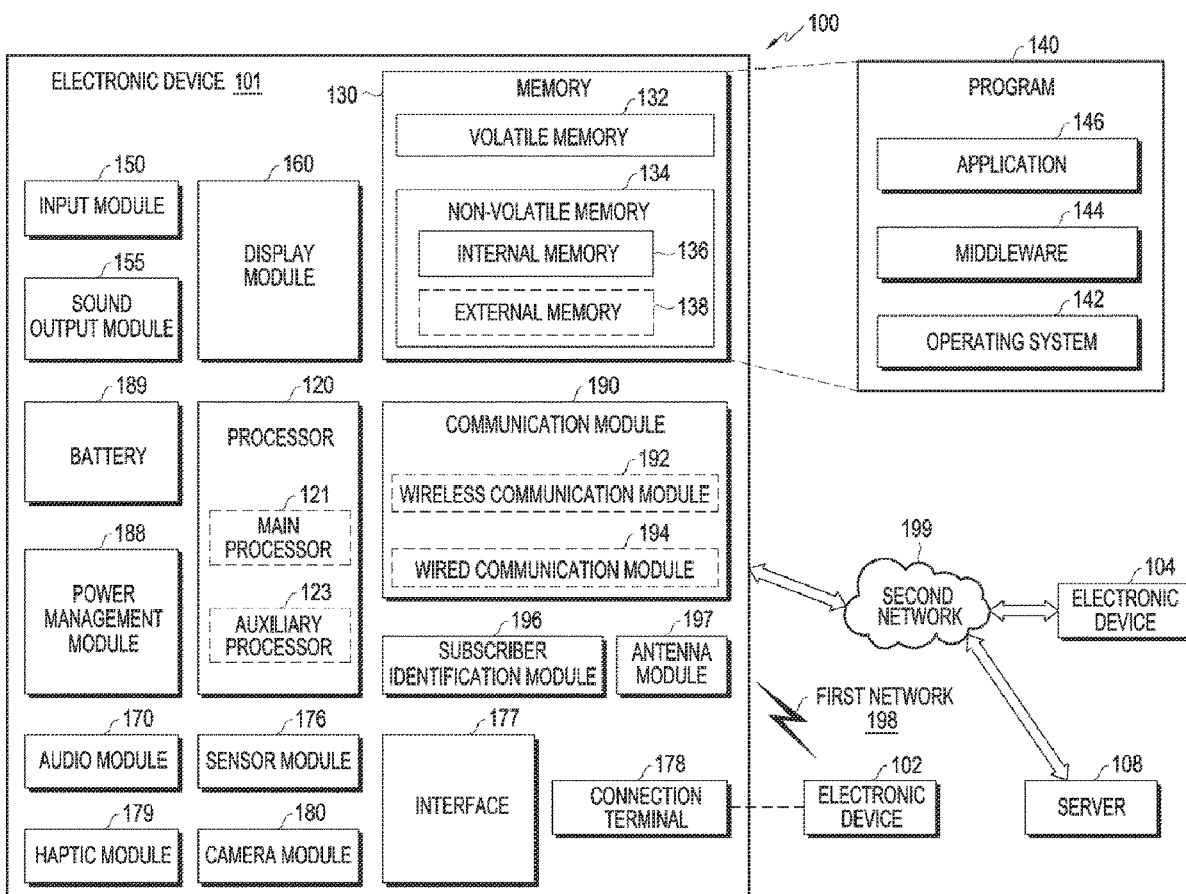 100
ELECTRONIC DEVICE 101
130
MEMORY
132
VOLATILE MEMORY
134
NON-VOLATILE MEMORY
INTERNAL MEMORY
136
EXTERNAL MEMORY
138
140
PROGRAM
146
APPLICATION
144
MIDDLEWARE
142
OPERATING SYSTEM
150
INPUT MODULE
160
DISPLAY
MODULE
155
SOUND
OUTPUT MODULE
189
BATTERY
120
PROCESSOR
121
MAIN
PROCESSOR
123
AUXILIARY
PROCESSOR
190
COMMUNICATION MODULE
192
WIRELESS COMMUNICATION MODULE
194
WIRED COMMUNICATION MODULE
188
POWER
MANAGEMENT
MODULE
196
SUBSCRIBER
IDENTIFICATION MODULE
197
ANTENNA
MODULE
199
SECOND
NETWORK
104
ELECTRONIC
DEVICE
FIRST NETWORK
198
170
AUDIO MODULE
176
SENSOR MODULE
177
INTERFACE
178
CONNECTION
TERMINAL
102
ELECTRONIC
DEVICE
108
SERVER
179
HAPTIC MODULE
180
CAMERA MODULE